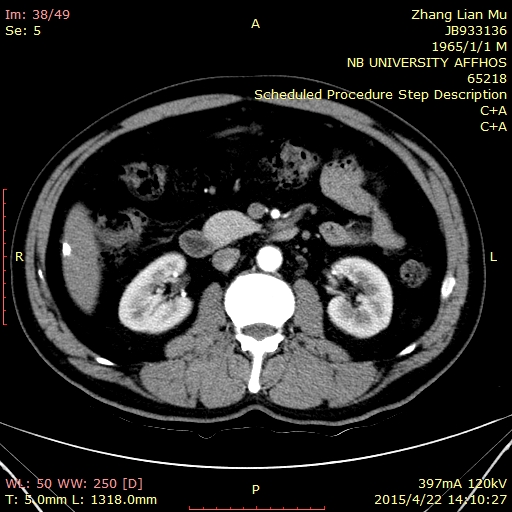 Im: 38/49
Se: 5
A
Zhang Lian Mu
JB933136
1965/1/1 M
NB UNIVERSITY AFFHOS
65218
Scheduled Procedure Step Description
C+A
C+A
R
L
WL: 50 WW: 250 [D]
T: 5.0mm L: 1318.0mm
P
397mA 120kV
2015/4/22 14:10:27